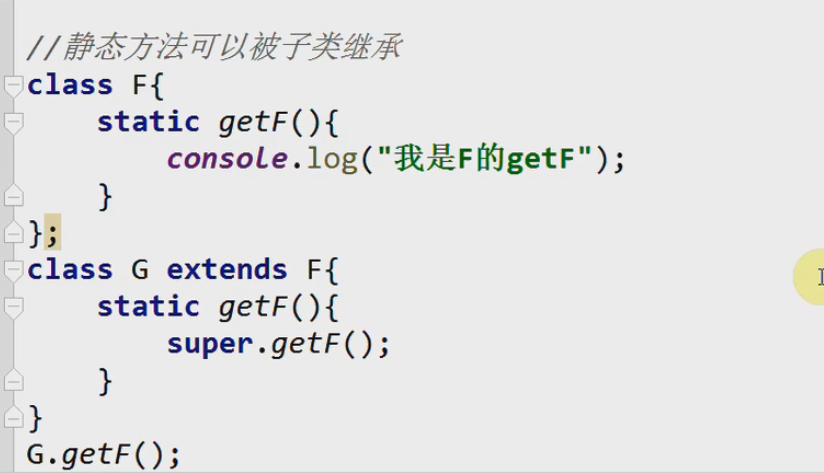 //静态方法可以被子类继承
class F{
    static getF(){
        console.log("我是F的getF");
    }
};
class G extends F{
    static getF(){
        super.getF();
    }
}
G.getF();